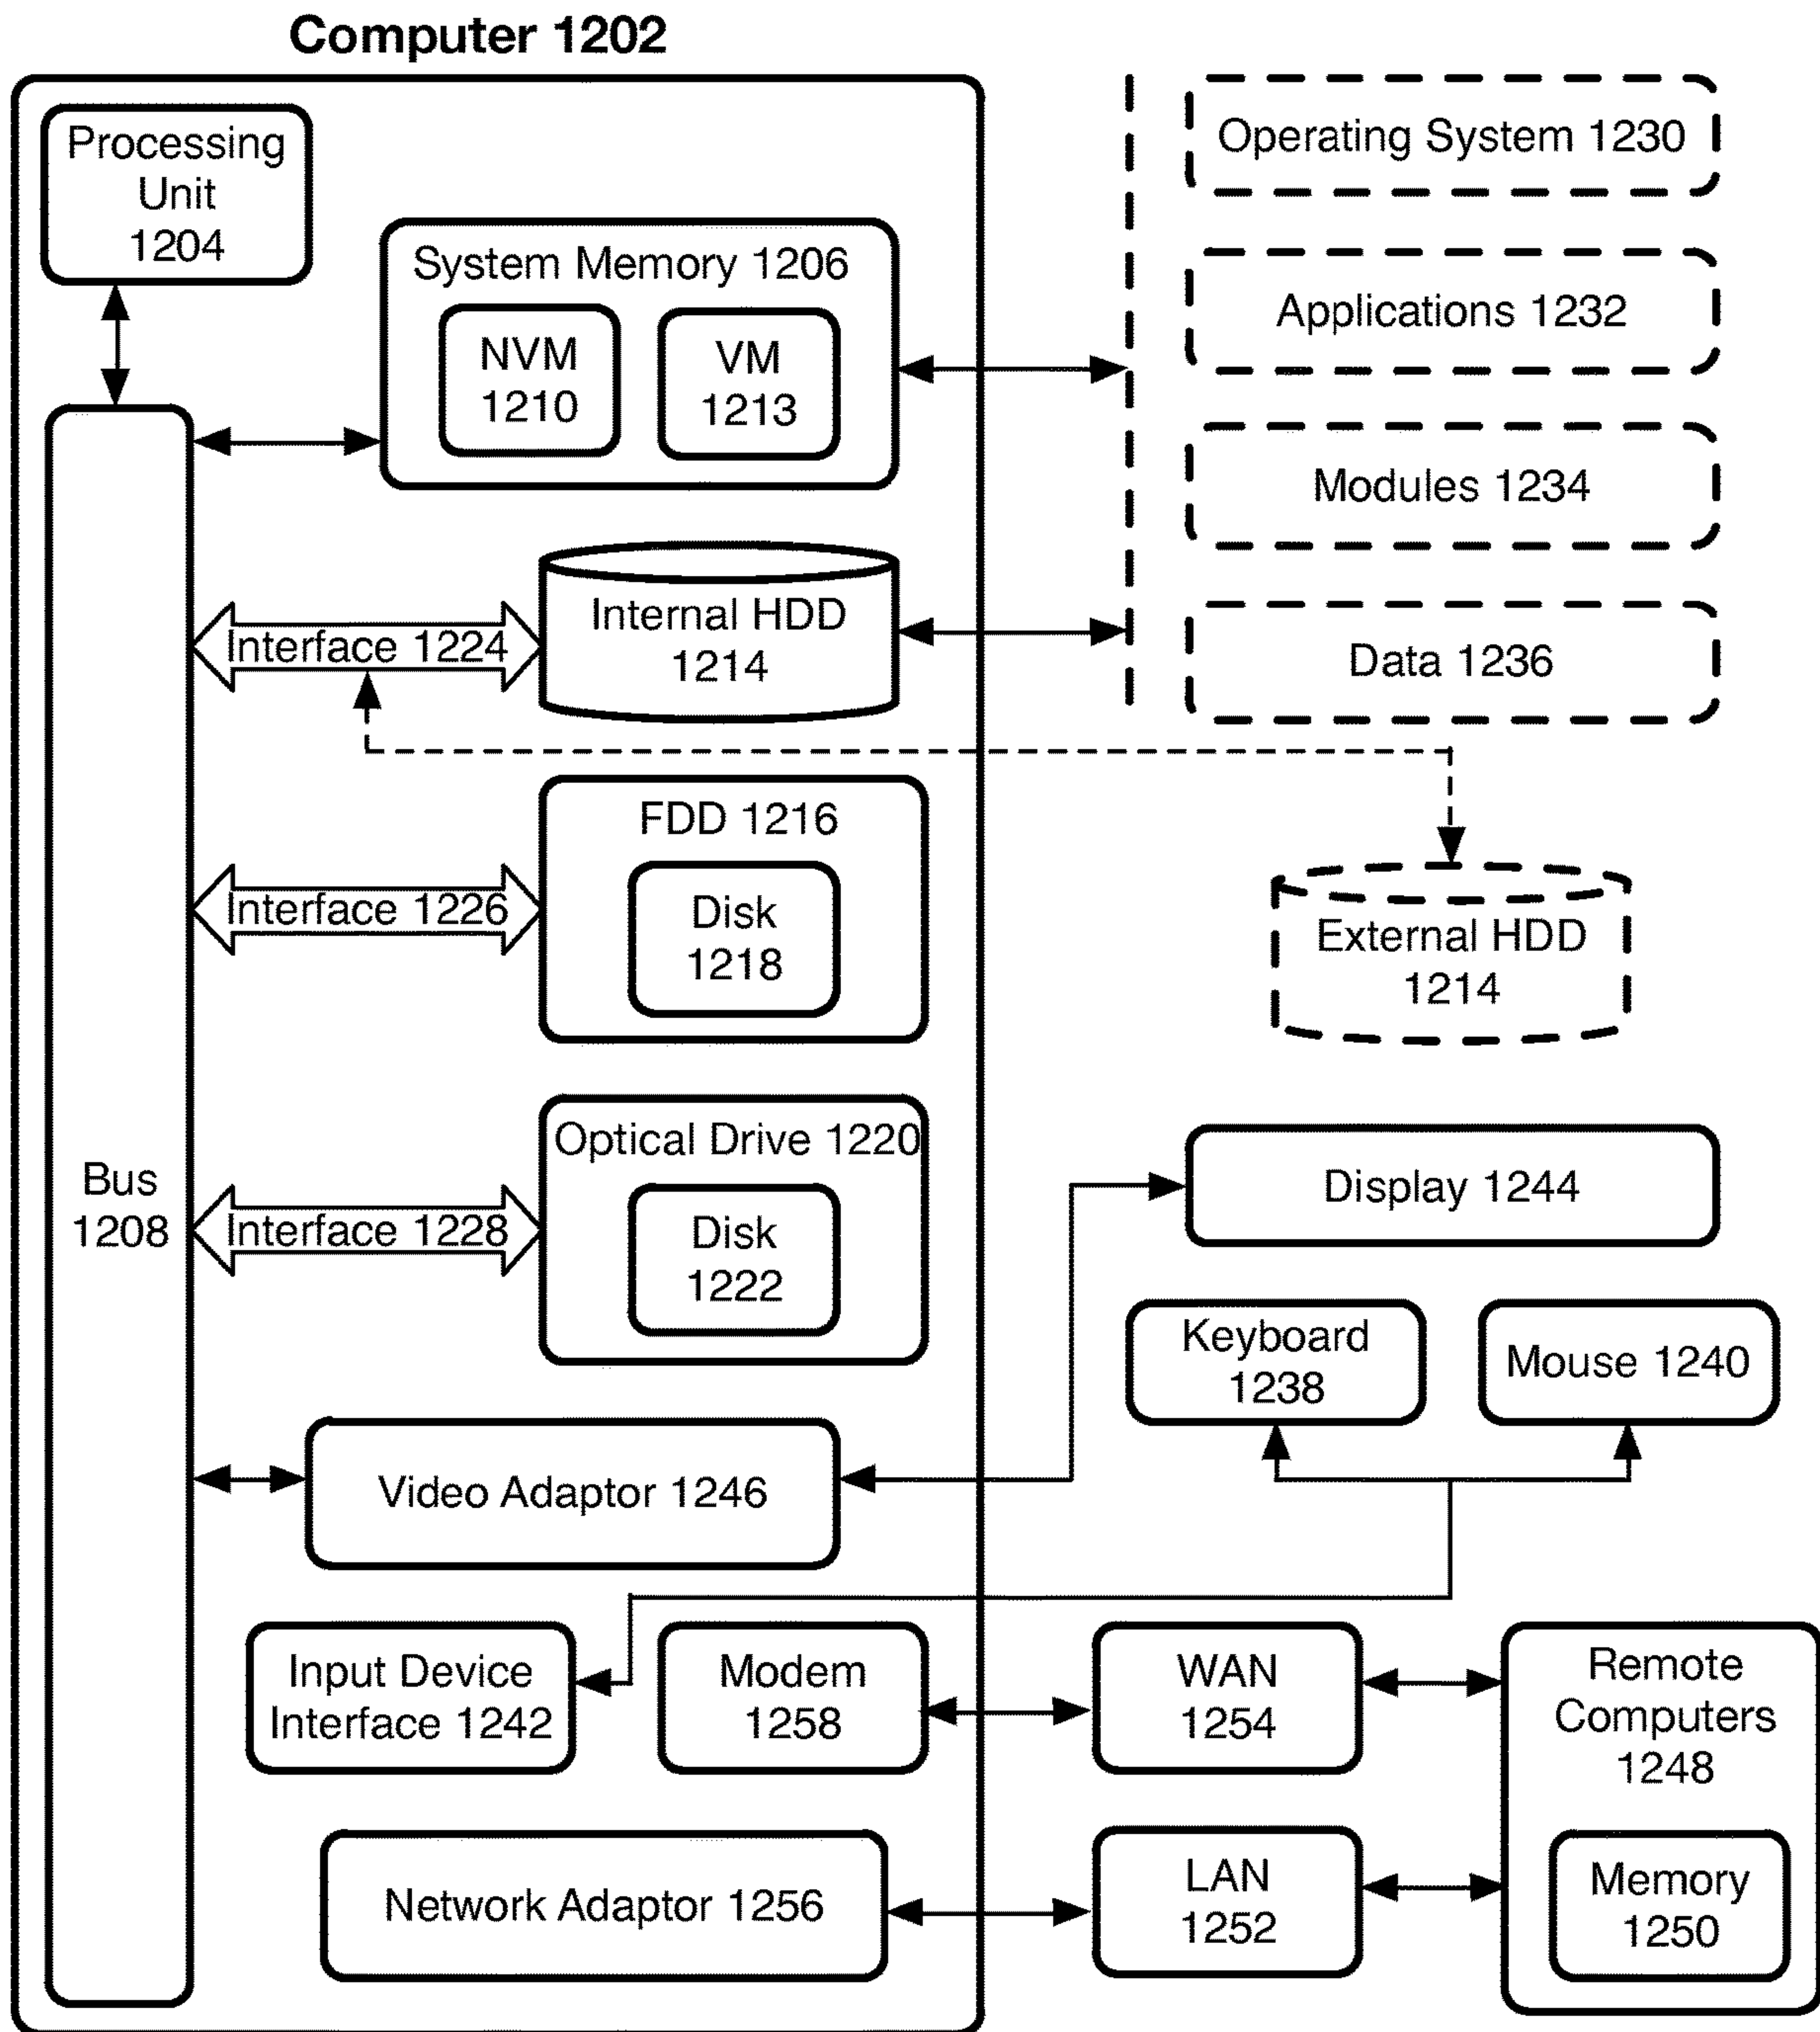 Computer 1202
Processing
Unit
1204
System Memory 1206
NVM
1210
VM
1213
Operating System 1230
Applications 1232
Modules 1234
Data 1236
Interface 1224
Internal HDD
1214
FDD 1216
Interface 1226
Disk
1218
External HDD
1214
Bus
1208
Optical Drive 1220
Interface 1228
Disk
1222
Display 1244
Keyboard
1238
Mouse 1240
Video Adaptor 1246
Input Device
Interface 1242
Modem
1258
WAN
1254
Remote
Computers
1248
Network Adaptor 1256
LAN
1252
Memory
1250